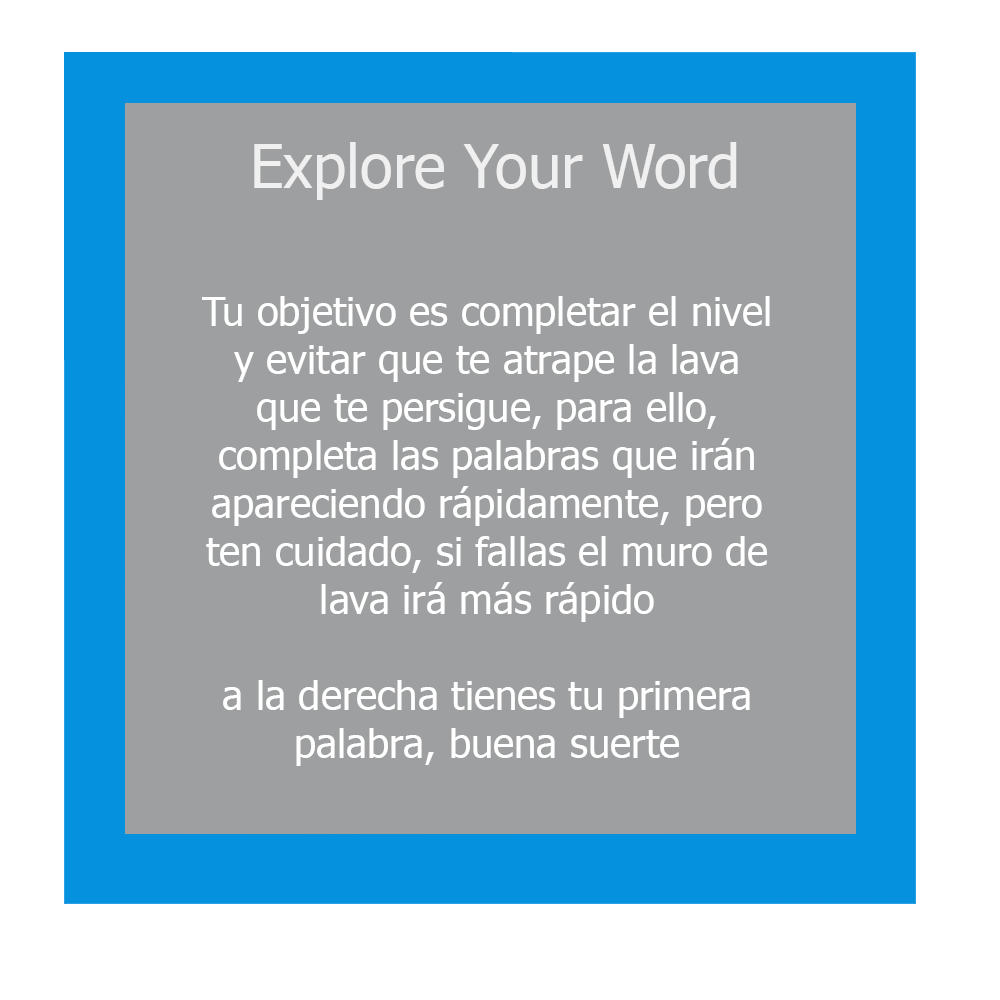 Explore Your Word
Tu objetivo es completar el nivel
y evitar que te atrape la lava
que te persigue, para ello,
completa las palabras que irán
apareciendo rápidamente, pero
ten cuidado, si fallas el muro de
lava irá más rápido
a la derecha tienes tu primera
palabra, buena suerte